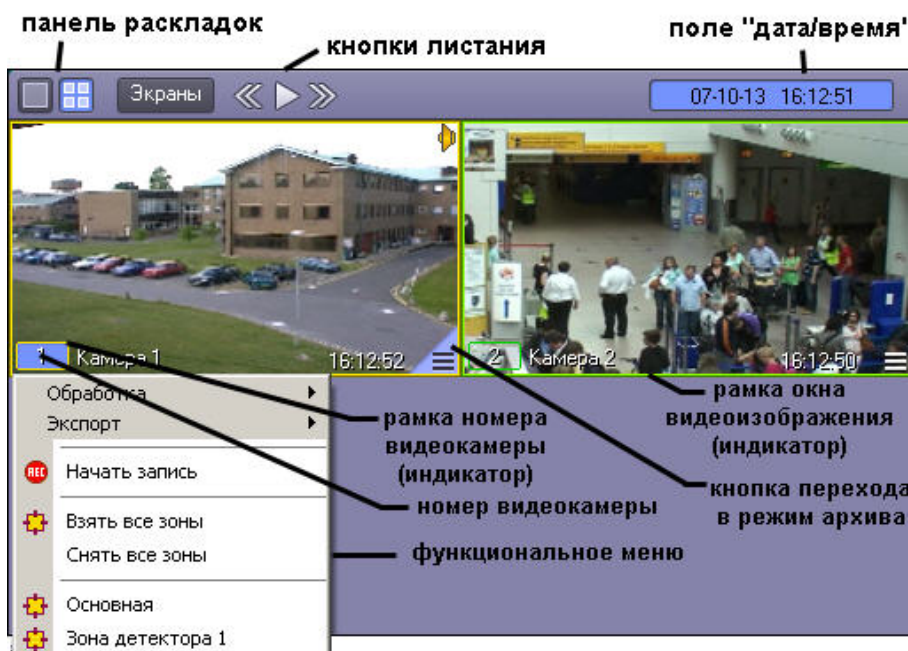 панель раскладок
кнопки листания
поле "дата/время"
Экраны
07-10-13 16:12:51
1 Камера 1 16:12:52
2 Камера 2 16:12:50
Обработка
Экспорт
REC Начать запись
Взять все зоны
Снять все зоны
Основная
Зона детектора 1
рамка номера
видеокамеры
(индикатор)
номер видеокамеры
функциональное меню
рамка окна
видеоизображения
(индикатор)
кнопка перехода
в режим архива